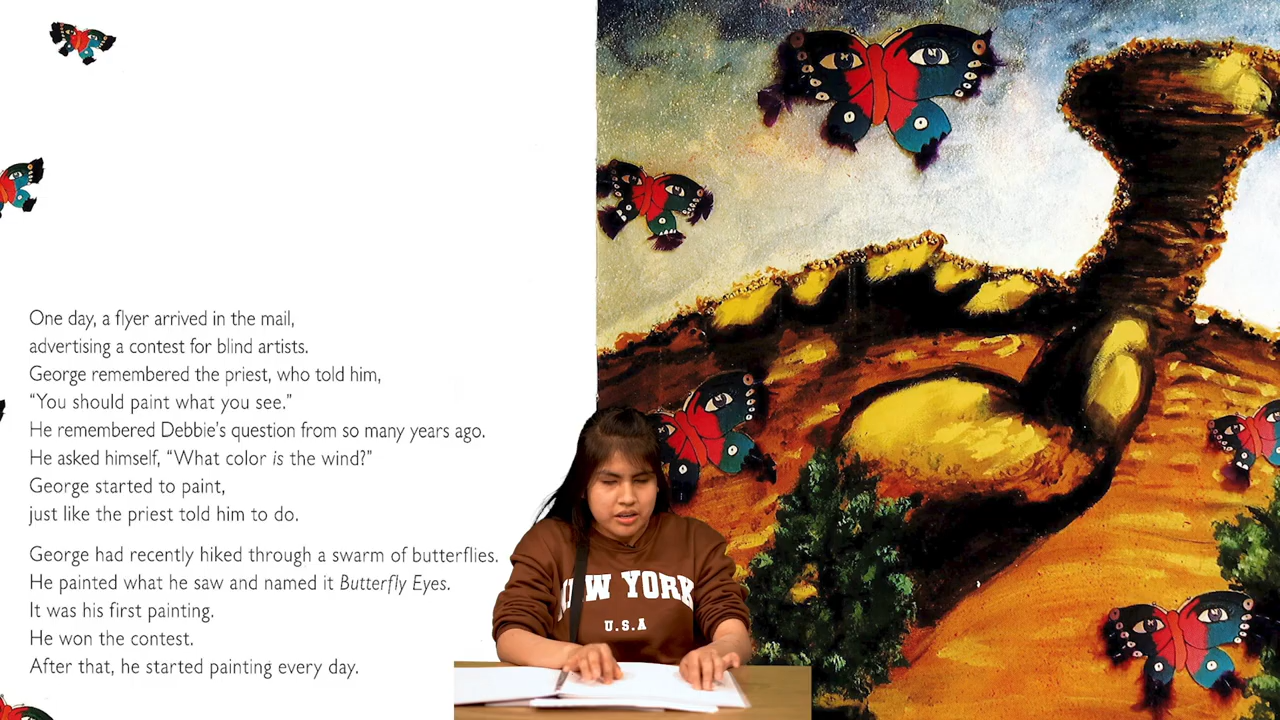 One day, a flyer arrived in the mail,
advertising a contest for blind artists.
George remembered the priest, who told him,
“You should paint what you see.”
He remembered Debbie’s question from so many years ago.
He asked himself, “What color is the wind?”
George started to paint,
just like the priest told him to do.
George had recently hiked through a swarm of butterflies.
He painted what he saw and named it Butterfly Eyes.
It was his first painting.
He won the contest.
After that, he started painting every day.
NEW YORK
U.S.A